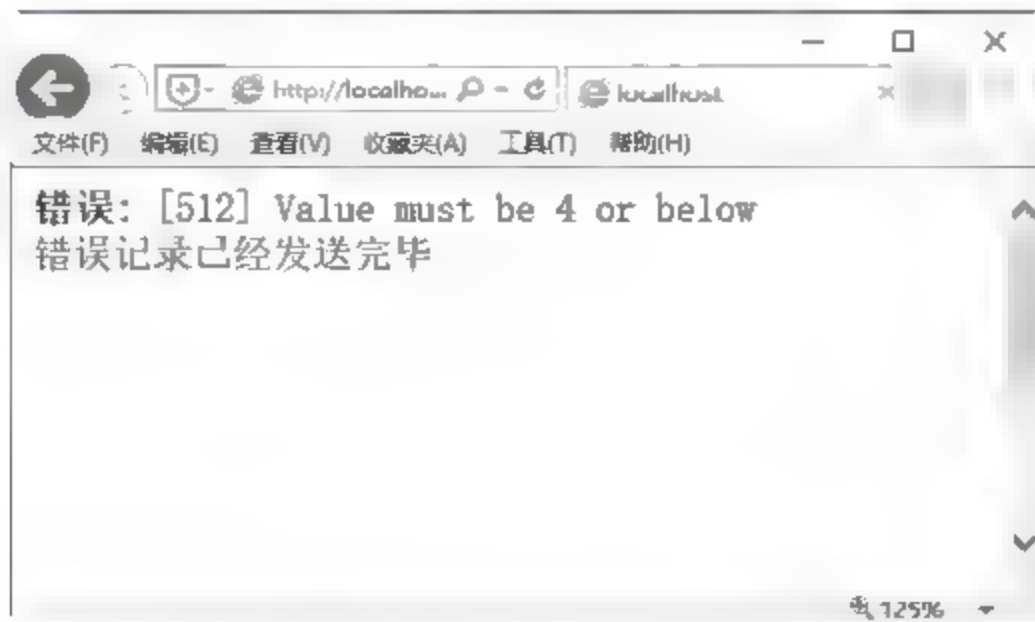 http://localho... localhost
文件(F) 编辑(E) 查看(V) 收藏夹(A) 工具(T) 帮助(H)
错误: [512] Value must be 4 or below
错误记录已经发送完毕
125%